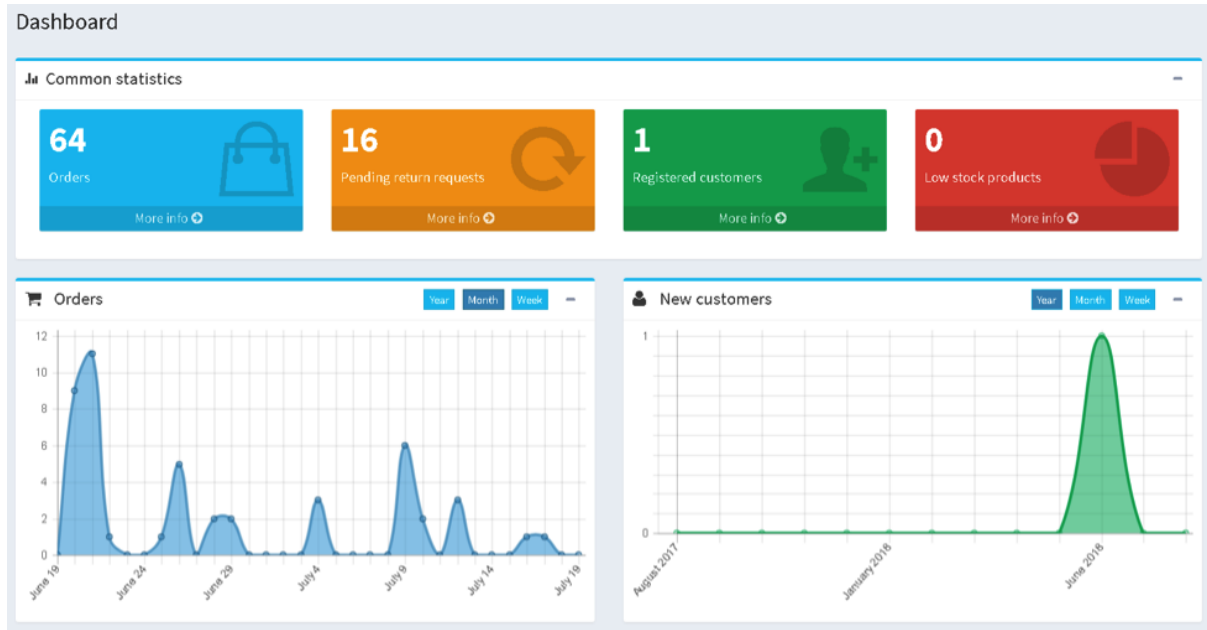 Dashboard
Common statistics
64
Orders
More info
16
Pending return requests
More info
1
Registered customers
More info
0
Low stock products
More info
Orders
Year Month Week
12
10
8
6
4
2
0
June 19 June 24 June 29 July 4 July 9 July 14 July 19
New customers
Year Month Week
1
0
August 2017 January 2018 June 2018